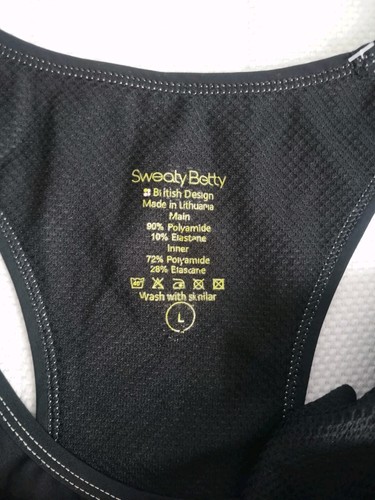 Sweaty Betty
British Design
Made in Lithuania
Main
90% Polyamide
10% Elastane
Inner
72% Polyamide
28% Elastane
Wash with similar
L